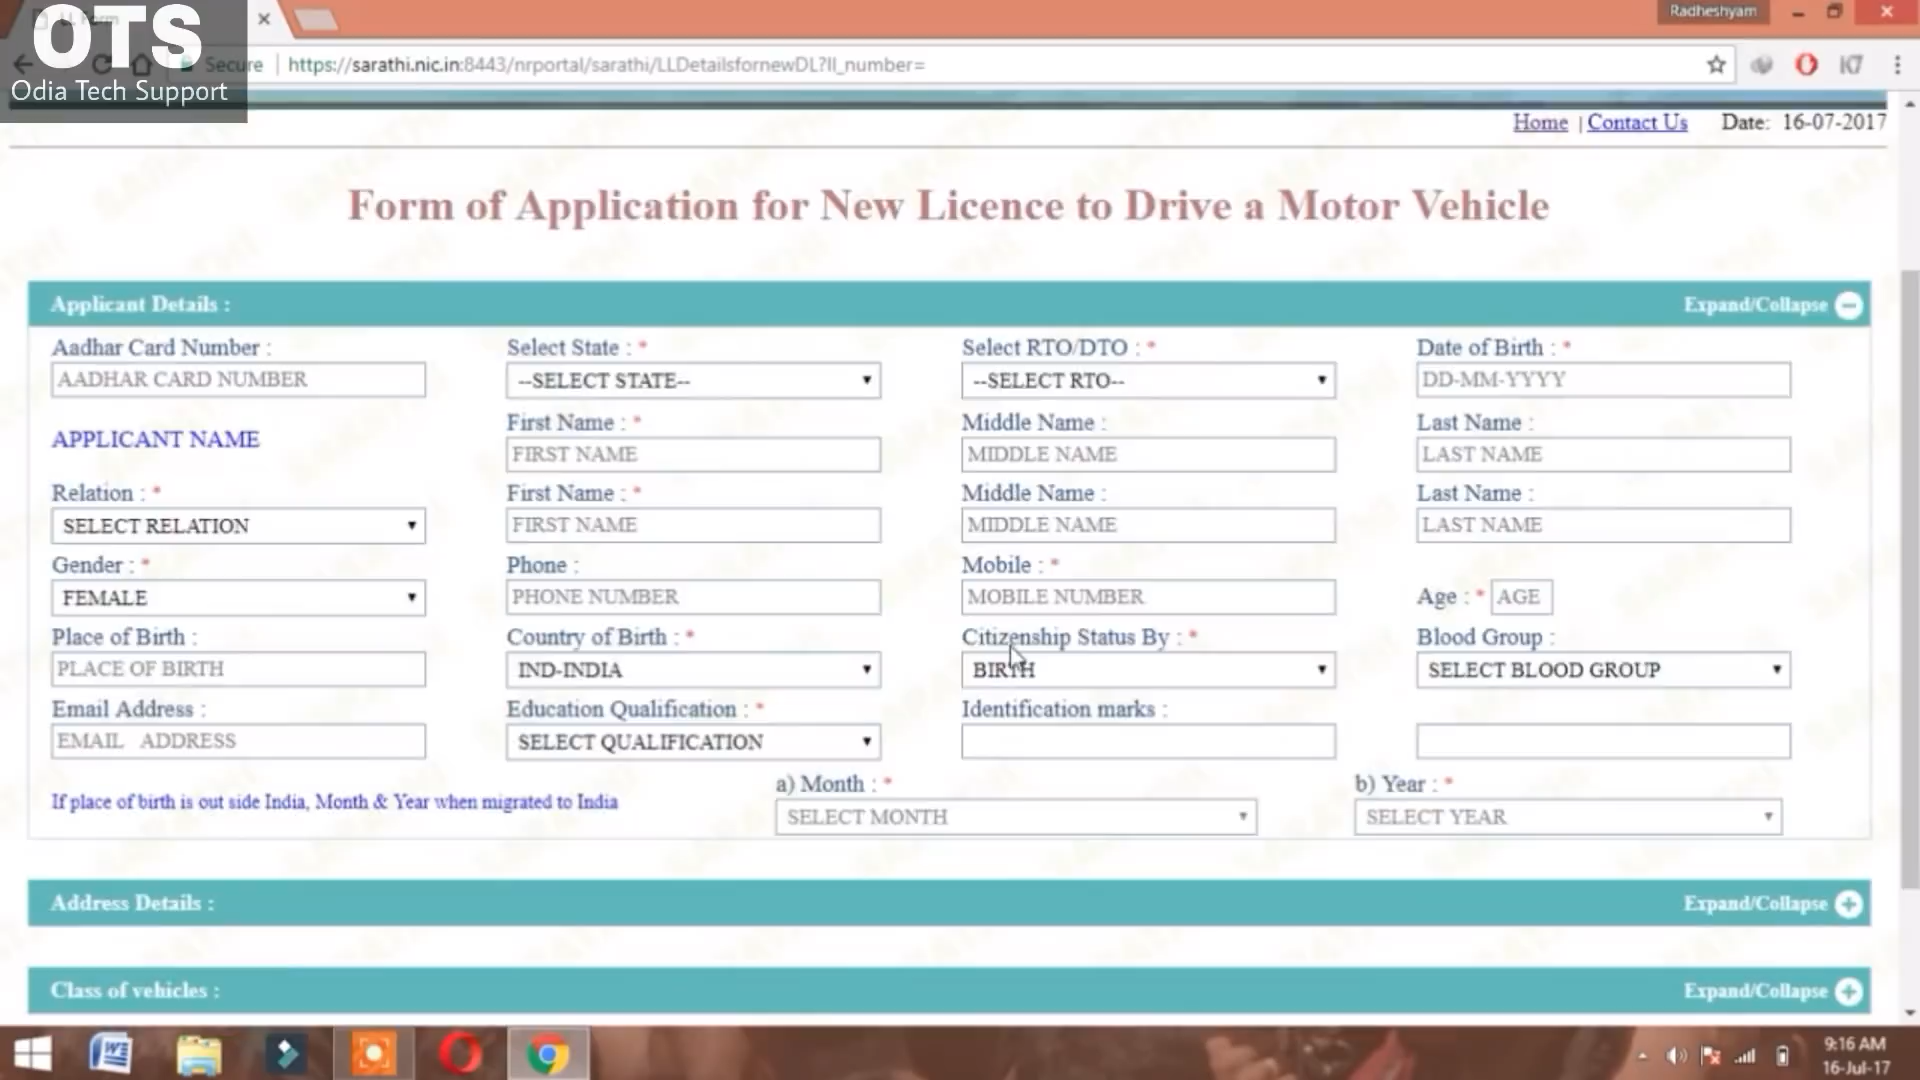 LL Form
Radheshyam
OTS
Odia Tech Support
Secure | https://sarathi.nic.in:8443/nrportal/sarathi/LLDetailsfornewDL?ll_number=
Home | Contact Us Date: 16-07-2017
Form of Application for New Licence to Drive a Motor Vehicle
Applicant Details : Expand/Collapse
Aadhar Card Number : Select State : * Select RTO/DTO : * Date of Birth : *
AADHAR CARD NUMBER --SELECT STATE-- --SELECT RTO-- DD-MM-YYYY
First Name : * Middle Name : Last Name :
APPLICANT NAME FIRST NAME MIDDLE NAME LAST NAME
Relation : * First Name : * Middle Name : Last Name :
SELECT RELATION FIRST NAME MIDDLE NAME LAST NAME
Gender : * Phone : Mobile : *
FEMALE PHONE NUMBER MOBILE NUMBER Age : * AGE
Place of Birth : Country of Birth : * Citizenship Status By : * Blood Group :
PLACE OF BIRTH IND-INDIA BIRTH SELECT BLOOD GROUP
Email Address : Education Qualification : * Identification marks :
EMAIL ADDRESS SELECT QUALIFICATION
If place of birth is out side India, Month & Year when migrated to India a) Month : * b) Year : *
SELECT MONTH SELECT YEAR
Address Details : Expand/Collapse
Class of vehicles : Expand/Collapse
9:16 AM
16-Jul-17